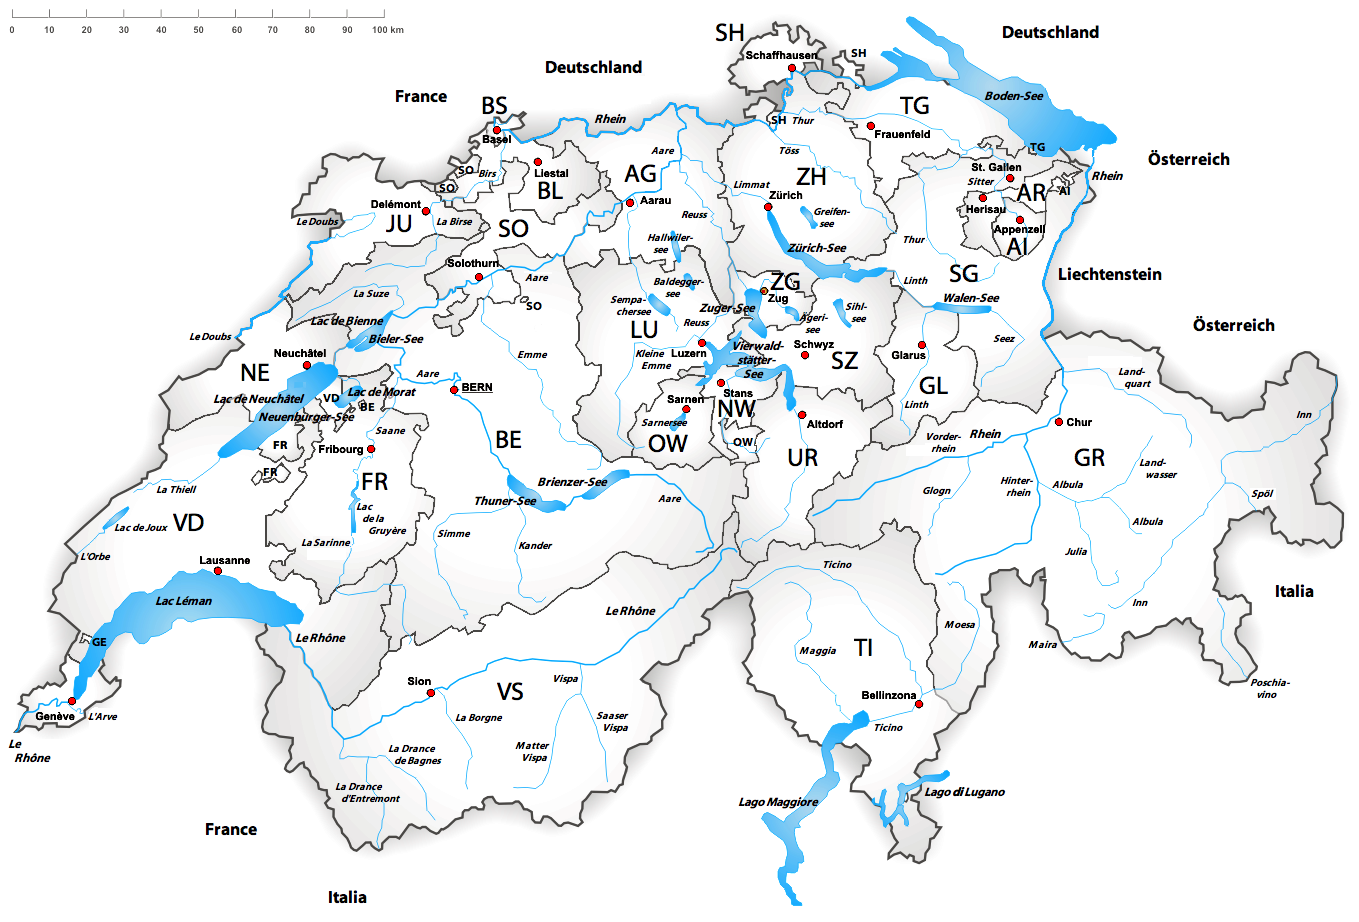 0 10 20 30 40 50 60 70 80 90 100 km
SH
Deutschland
Schaffhausen
SH
Deutschland
France
BS
Rhein
TG
Boden-See
Basel
SH
Thur
Frauenfeld
Österreich
Rhein
TG
Töss
Aare
SO
Birs
Liestal
BL
AG
ZH
St. Gallen
Sitter
AR
AI
SO
Limmat
Zürich
Herisau
Aarau
Delémont
JU
La Birse
Le Doubs
SO
Reuss
Greifen-
see
Appenzell
AI
Hallwiler-
see
Zürich-See
Thur
Solothurn
Aare
SG
Liechtenstein
Linth
Baldegger-
see
ZG
Zug
La Suze
SO
Sempa-
chersee
Zuger-See
Walen-See
Ägeri-
see
Sihl-
see
Lac de Bienne
Bieler-See
LU
Reuss
Österreich
Le Doubs
Neuchâtel
NE
Emme
Kleine
Emme
Luzern
Vierwald-
stätter-
See
Schwyz
SZ
Glarus
Seez
GL
Linth
Land-
quart
Aare
BERN
Lac de Neuchâtel
Neuenburger-See
VD
Lac de Morat
BE
Stans
NW
Sarnen
Sarnersee
OW
OW
Altdorf
Inn
Chur
Saane
Fribourg
FR
FR
FR
BE
UR
Vorder-
rhein
Rhein
GR
Land-
wasser
Brienzer-See
Thuner-See
Aare
Glogn
Hinter-
rhein
Albula
Spöl
La Thiell
Lac de Joux
VD
Lac
de la
Gruyère
La Sarinne
Simme
Kander
Albula
Julia
L'Orbe
Lausanne
Ticino
Italia
Lac Léman
Le Rhône
Le Rhône
Inn
Moesa
GE
TI
Maggia
Maira
Sion
VS
Vispa
Bellinzona
Poschia-
vino
Genève
L'Arve
La Borgne
Saaser
Vispa
Ticino
Le
Rhône
La Drance
de Bagnes
Matter
Vispa
La Drance
d'Entremont
Lago Maggiore
Lago di Lugano
France
Italia